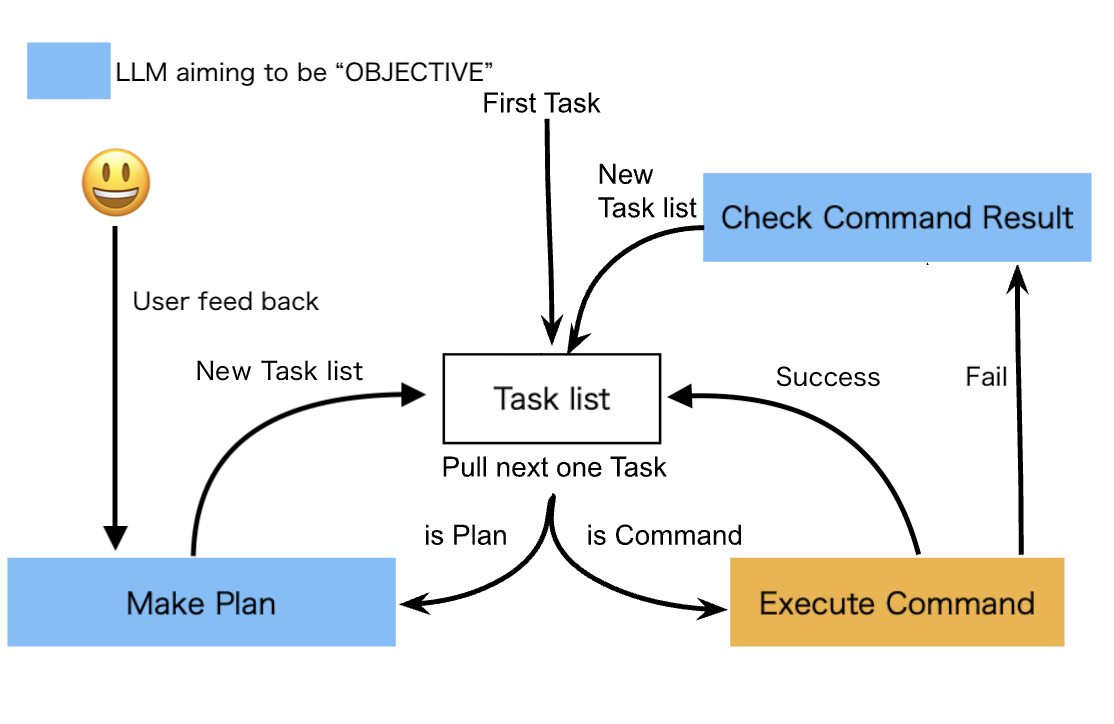 LLM aiming to be “OBJECTIVE”
First Task
New
Task list
Check Command Result
User feed back
New Task list
Task list
Success
Fail
Pull next one Task
is Plan
is Command
Make Plan
Execute Command